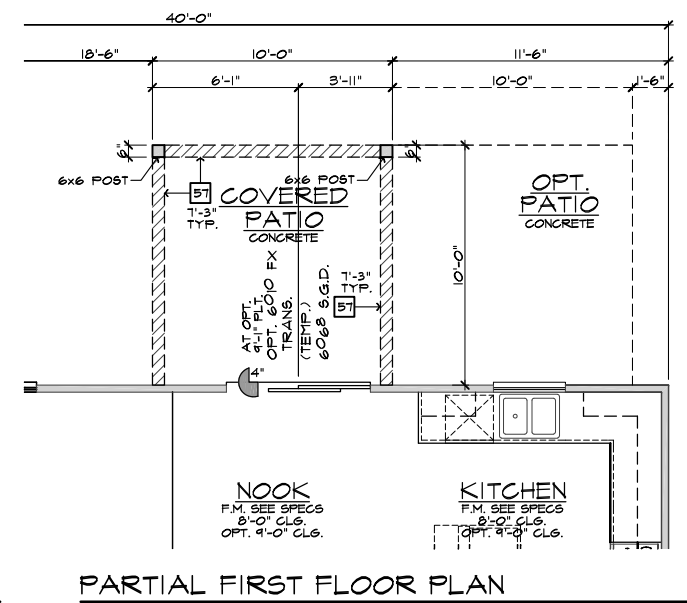 40'-0"
18'-6"
10'-0"
11'-6"
6'-1"
3'-11"
10'-0"
1'-6"
6"
6"
6x6 POST
6x6 POST
57
7'-3"
TYP.
COVERED
PATIO
CONCRETE
OPT.
PATIO
CONCRETE
10'-0"
7'-3"
TYP.
57
AT OPT.
9'-1" PLT.
OPT. 6010 FX
TRANS.
(TEMP.)
6068 S.G.D.
4"
NOOK
F.M. SEE SPECS
8'-0" CLG.
OPT. 9'-0" CLG.
KITCHEN
F.M. SEE SPECS
8'-0" CLG.
OPT. 9'-0" CLG.
PARTIAL FIRST FLOOR PLAN